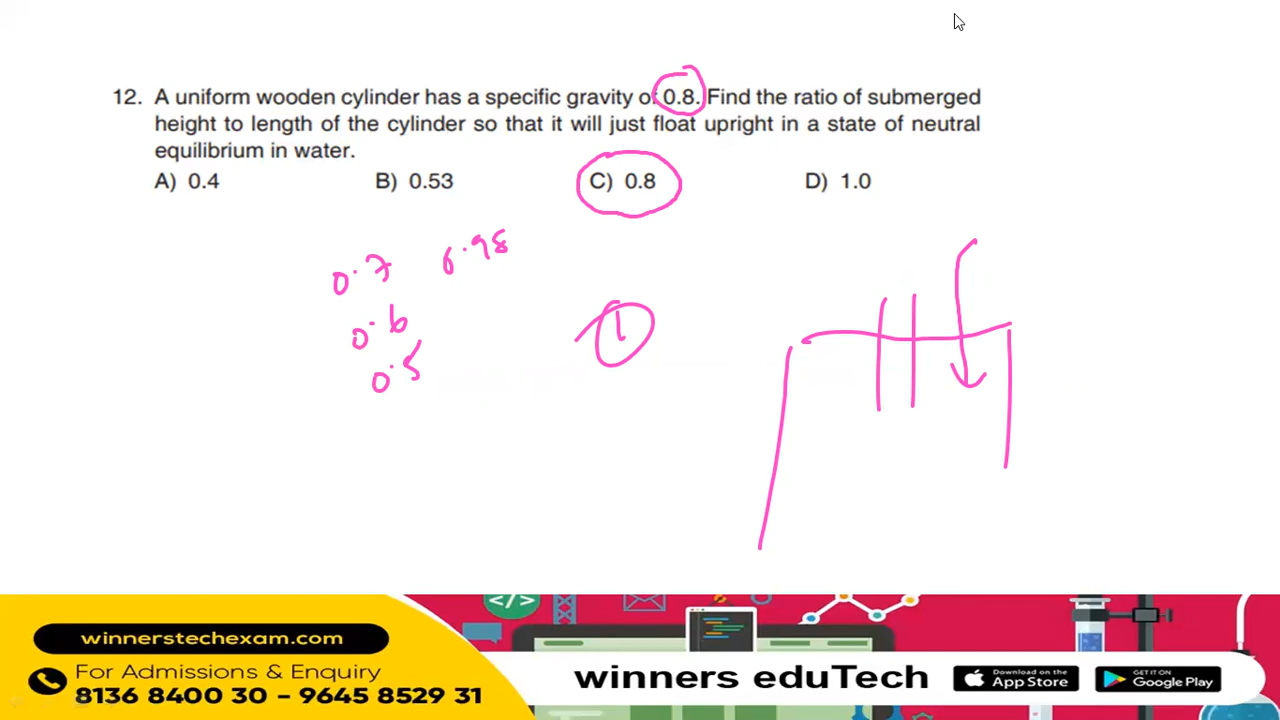 12. A uniform wooden cylinder has a specific gravity of 0.8. Find the ratio of submerged
height to length of the cylinder so that it will just float upright in a state of neutral
equilibrium in water.
A) 0.4 B) 0.53 C) 0.8 D) 1.0
0.7 0.98
0.6
0.5
1
</>
winnerstechexam.com
For Admissions & Enquiry
8136 8400 30 - 9645 8529 31
winners eduTech
Download on the
App Store
GET IT ON
Google Play